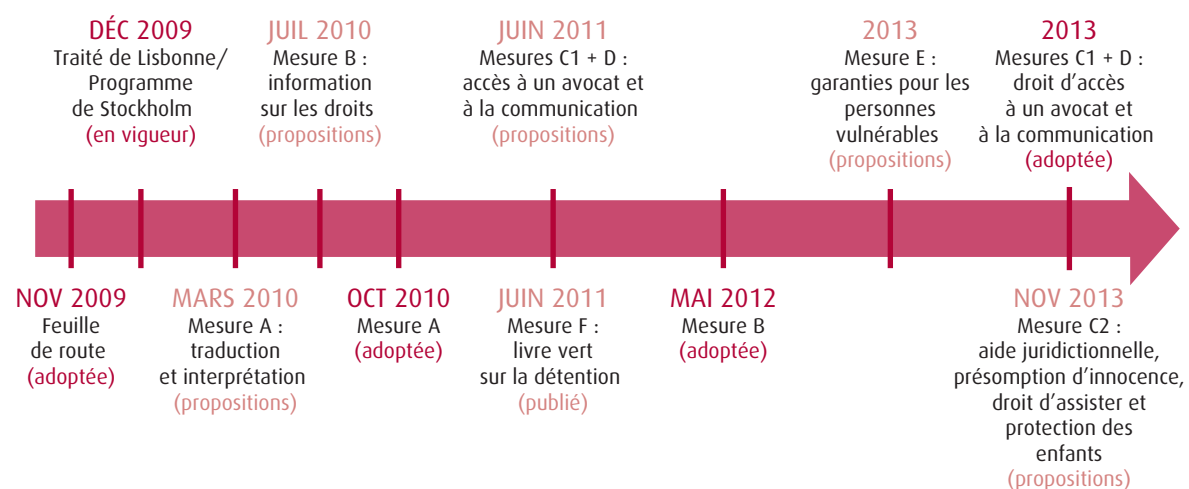 DÉC 2009
Traité de Lisbonne/
Programme
de Stockholm
(en vigueur)
JUIL 2010
Mesure B :
information
sur les droits
(propositions)
JUIN 2011
Mesures C1 + D :
accès à un avocat et
à la communication
(propositions)
2013
Mesure E :
garanties pour les
personnes
vulnérables
(propositions)
2013
Mesures C1 + D :
droit d’accès
à un avocat et
à la communication
(adoptée)
NOV 2009
Feuille
de route
(adoptée)
MARS 2010
Mesure A :
traduction
et interprétation
(propositions)
OCT 2010
Mesure A
(adoptée)
JUIN 2011
Mesure F :
livre vert
sur la détention
(publié)
MAI 2012
Mesure B
(adoptée)
NOV 2013
Mesure C2 :
aide juridictionnelle,
présomption d’innocence,
droit d’assister et
protection des
enfants
(propositions)